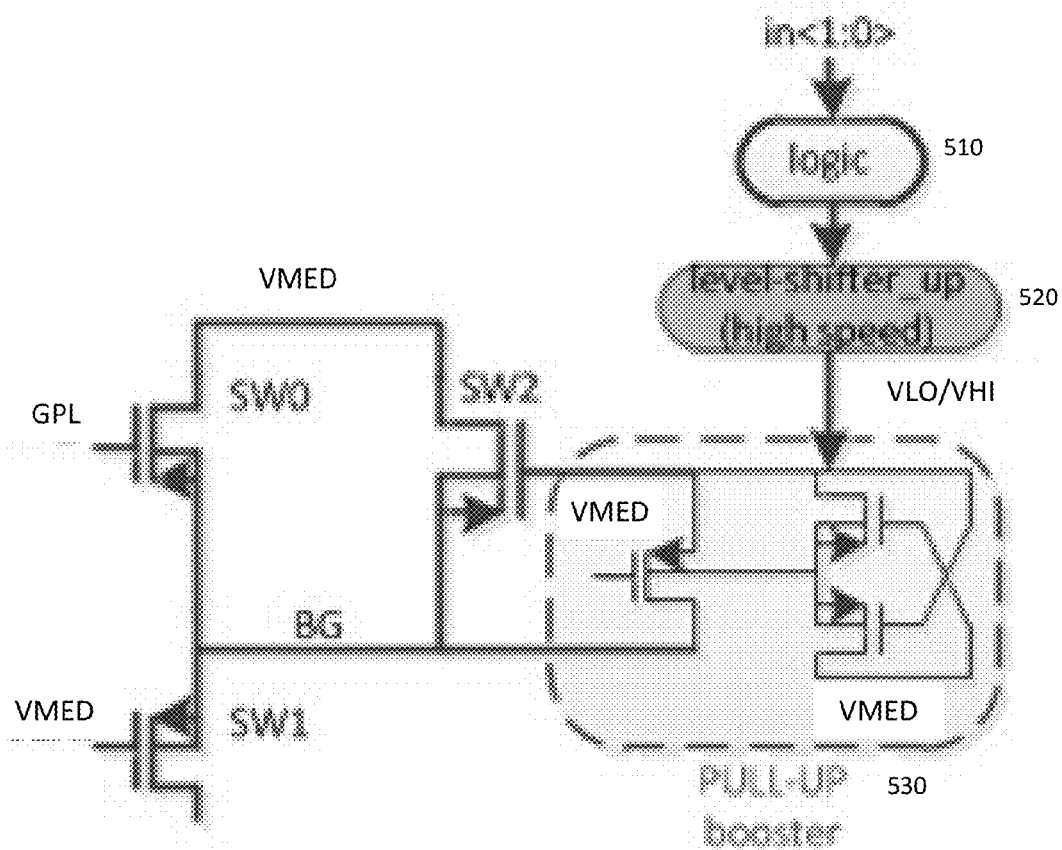 in<1:0>
logic
510
level-shifter_up
(high speed)
520
VMED
SW0
SW2
GPL
VLO/VHI
VMED
BG
VMED
SW1
VMED
PULL-UP
booster
530